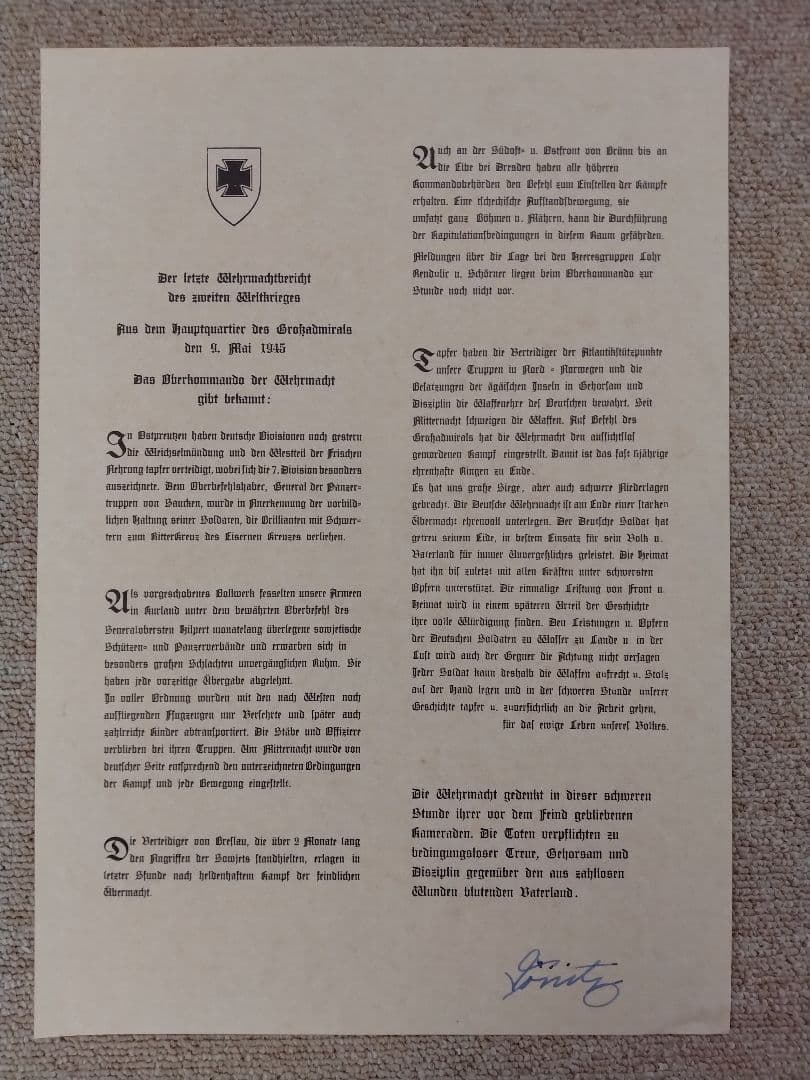 Der letzte Wehrmachtbericht
des zweiten Weltkrieges
Aus dem Hauptquartier des Großadmirals
den 9. Mai 1945
Das Oberkommando der Wehrmacht
gibt bekannt:
In Ostpreußen haben deutsche Divisionen noch gestern
die Weichselmündung und den Westteil der Frischen
Nehrung tapfer verteidigt, wobei sich die 7. Division besonders
auszeichnete. Dem Oberbefehlshaber, General der Panzer-
truppen von Saucken, wurde in Anerkennung der vorbild-
lichen Haltung seiner Soldaten, die Brillianten mit Schwer-
tern zum Ritterkreuz des Eisernen Kreuzes verliehen.
Als vorgeschobenes Bollwerk fesselten unsere Armeen
in Kurland unter dem bewährten Oberbefehl des
Generalobersten Hilpert monatelang überlegene sowjetische
Schützen- und Panzerverbände und erwarben sich in
besonders großen Schlachten unvergänglichen Ruhm. Sie
haben jede vorzeitige Übergabe abgelehnt.
In voller Ordnung wurden mit den nach Westen noch
ausfliegenden Flugzeugen nur Versehrte und später auch
zahlreiche Kinder abtransportiert. Die Stäbe und Offiziere
verblieben bei ihren Truppen. Um Mitternacht wurde von
deutscher Seite entsprechend den unterzeichneten Bedingungen
der Kampf und jede Bewegung eingestellt.
Die Verteidiger von Breslau, die über 2 Monate lang
den Angriffen der Sowjets standhielten, erlagen in
letzter Stunde nach heldenhaftem Kampf der feindlichen
Übermacht.
Auch an der Südost- u. Ostfront von Brünn bis an
die Elbe bei Dresden haben alle höheren
Kommandobehörden den Befehl zum Einstellen der Kämpfe
erhalten. Eine tschechische Aufstandsbewegung, sie
umfaht ganz Böhmen u. Mähren, kann die Durchführung
der Kapitulationsbedingungen in diesem Raum gefährden.
Meldungen über die Lage bei den Heeresgruppen Löhr
Rendulic u. Schörner liegen beim Oberkommando zur
Stunde noch nicht vor.
Tapfer haben die Verteidiger der Atlantikstützpunkte
unsere Truppen in Nord - Norwegen und die
Besatzungen der ägäischen Inseln in Gehorsam und
Disziplin die Waffenehre des Deutschen bewahrt. Seit
Mitternacht schweigen die Waffen. Auf Befehl des
Großadmirals hat die Wehrmacht den aussichtslos
gewordenen Kampf eingestellt. Damit ist das fast 6jährige
ehrenhafte Ringen zu Ende.
Es hat uns große Siege, aber auch schwere Niederlagen
gebracht. Die Deutsche Wehrmacht ist am Ende einer starken
Übermacht ehrenvoll unterlegen. Der Deutsche Soldat hat
getreu seinem Eide, in bestem Einsatz für sein Volk u.
Vaterland für immer Unvergeßliches geleistet. Die Heimat
hat ihn bis zuletzt mit allen Kräften unter schwersten
Opfern unterstützt. Die einmalige Leistung von Front u.
Heimat wird in einem späteren Urteil der Geschichte
ihre volle Würdigung finden. Den Leistungen u. Opfern
der Deutschen Soldaten zu Wasser zu Lande u. in der
Luft wird auch der Gegner die Achtung nicht versagen
Jeder Soldat kann deshalb die Waffen aufrecht u. Stolz
aus der Hand legen und in der schweren Stunde unserer
Geschichte tapfer u. zuversichtlich an die Arbeit gehen,
für das ewige Leben unseres Volkes.
Die Wehrmacht gedenkt in dieser schweren
Stunde ihrer vor dem Feind gebliebenen
Kameraden. Die Toten verpflichten zu
bedingungsloser Treue, Gehorsam und
Disziplin gegenüber den aus zahllosen
Wunden blutenden Vaterland.
Dönitz